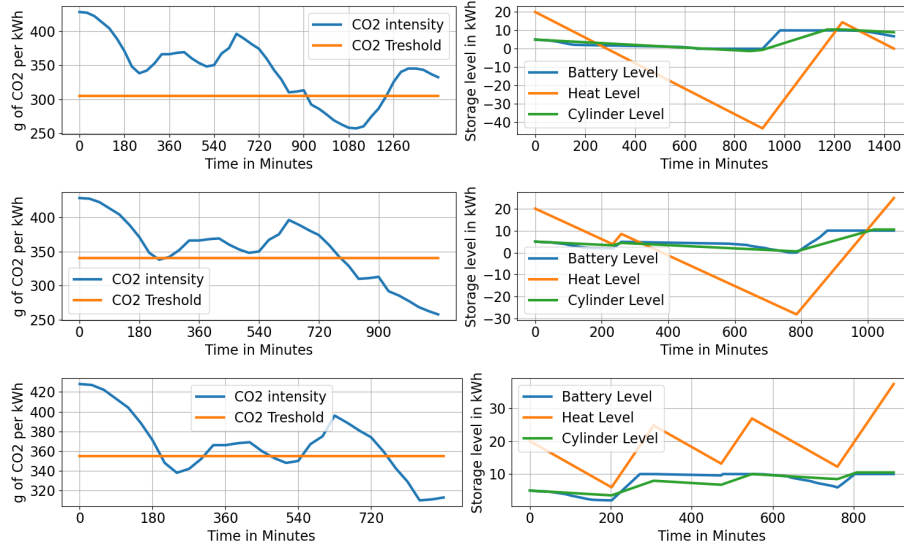 g of CO2 per kWh
400
350
300
250
CO2 intensity
CO2 Treshold
0 180 360 540 720 900 1080 1260
Time in Minutes
Storage level in kWh
20
10
0
−10
−20
−30
−40
Battery Level
Heat Level
Cylinder Level
0 200 400 600 800 1000 1200 1400
Time in Minutes
g of CO2 per kWh
400
350
300
250
CO2 intensity
CO2 Treshold
0 180 360 540 720 900
Time in Minutes
Storage level in kWh
20
10
0
−10
−20
−30
Battery Level
Heat Level
Cylinder Level
0 200 400 600 800 1000
Time in Minutes
g of CO2 per kWh
420
400
380
360
340
320
CO2 intensity
CO2 Treshold
0 180 360 540 720
Time in Minutes
Storage level in kWh
30
20
10
Battery Level
Heat Level
Cylinder Level
0 200 400 600 800
Time in Minutes